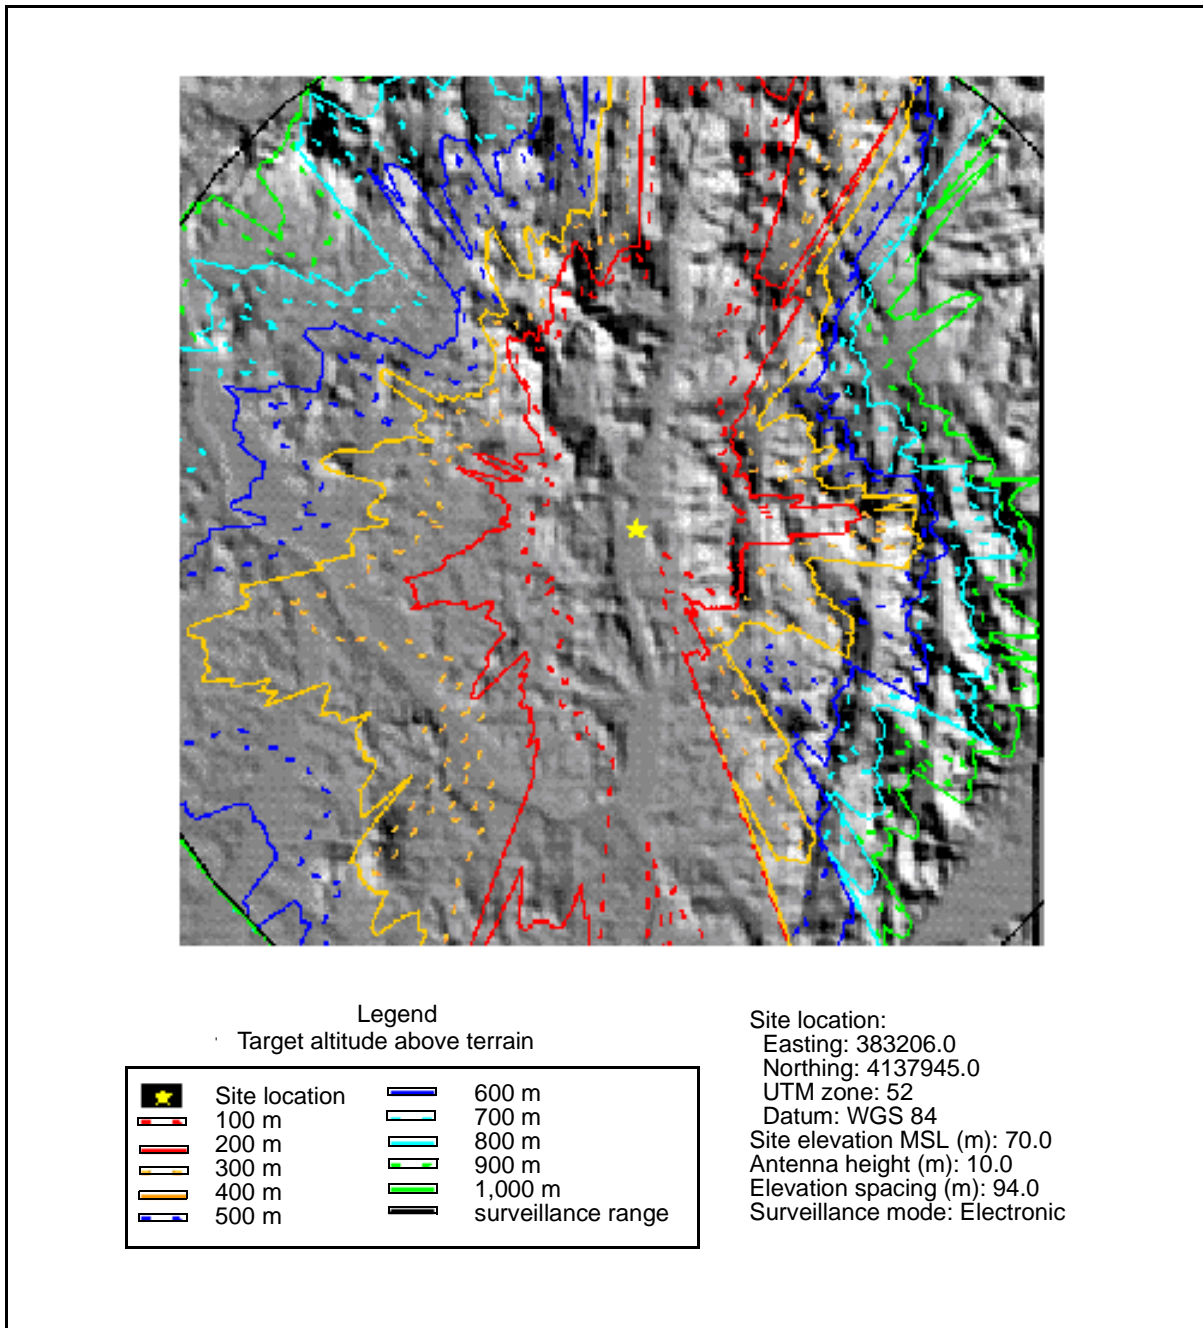 Legend
Target altitude above terrain
Site location
100 m
200 m
300 m
400 m
500 m
600 m
700 m
800 m
900 m
1,000 m
surveillance range
Site location:
Easting: 383206.0
Northing: 4137945.0
UTM zone: 52
Datum: WGS 84
Site elevation MSL (m): 70.0
Antenna height (m): 10.0
Elevation spacing (m): 94.0
Surveillance mode: Electronic